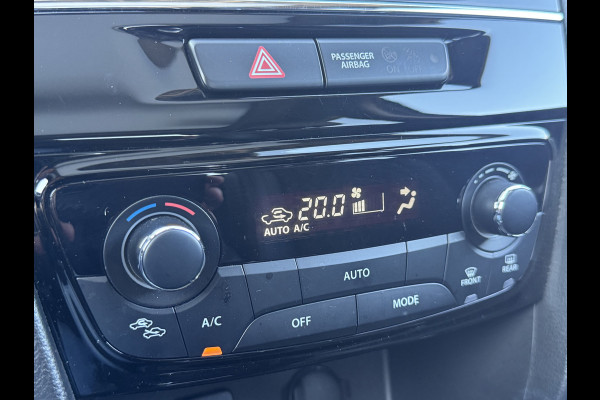 PASSENGER
AIRBAG
ON
20.0
AUTO A/C
AUTO
A/C
OFF
MODE
FRONT
REAR